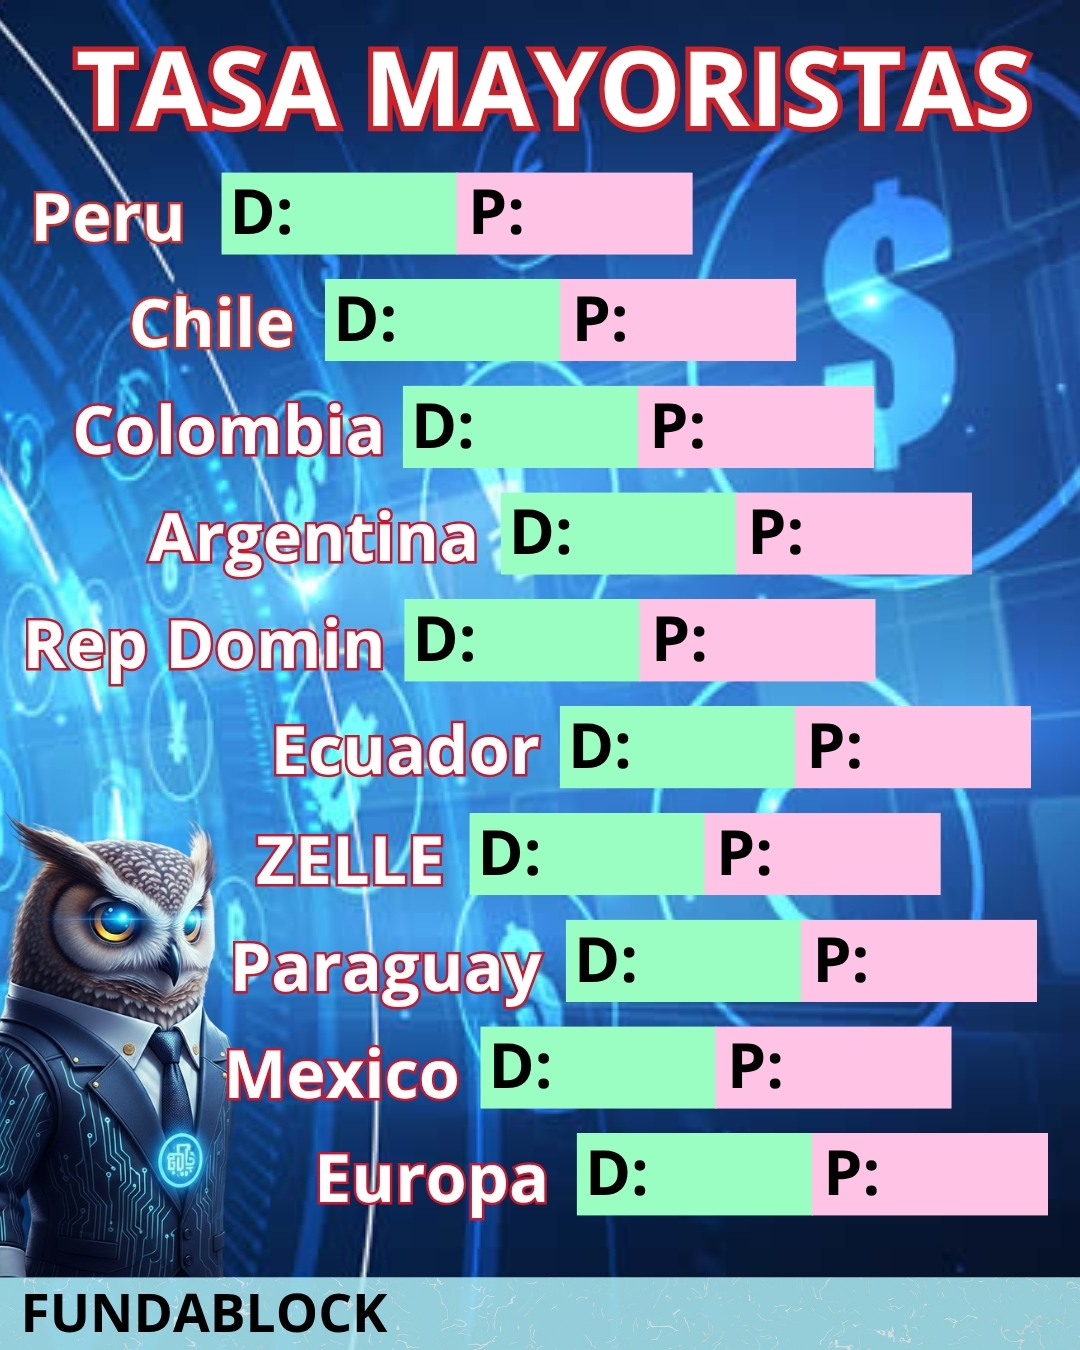 TASA MAYORISTAS
Peru D: P:
Chile D: P:
Colombia D: P:
Argentina D: P:
Rep Domin D: P:
Ecuador D: P:
ZELLE D: P:
Paraguay D: P:
Mexico D: P:
Europa D: P:
FUNDABLOCK